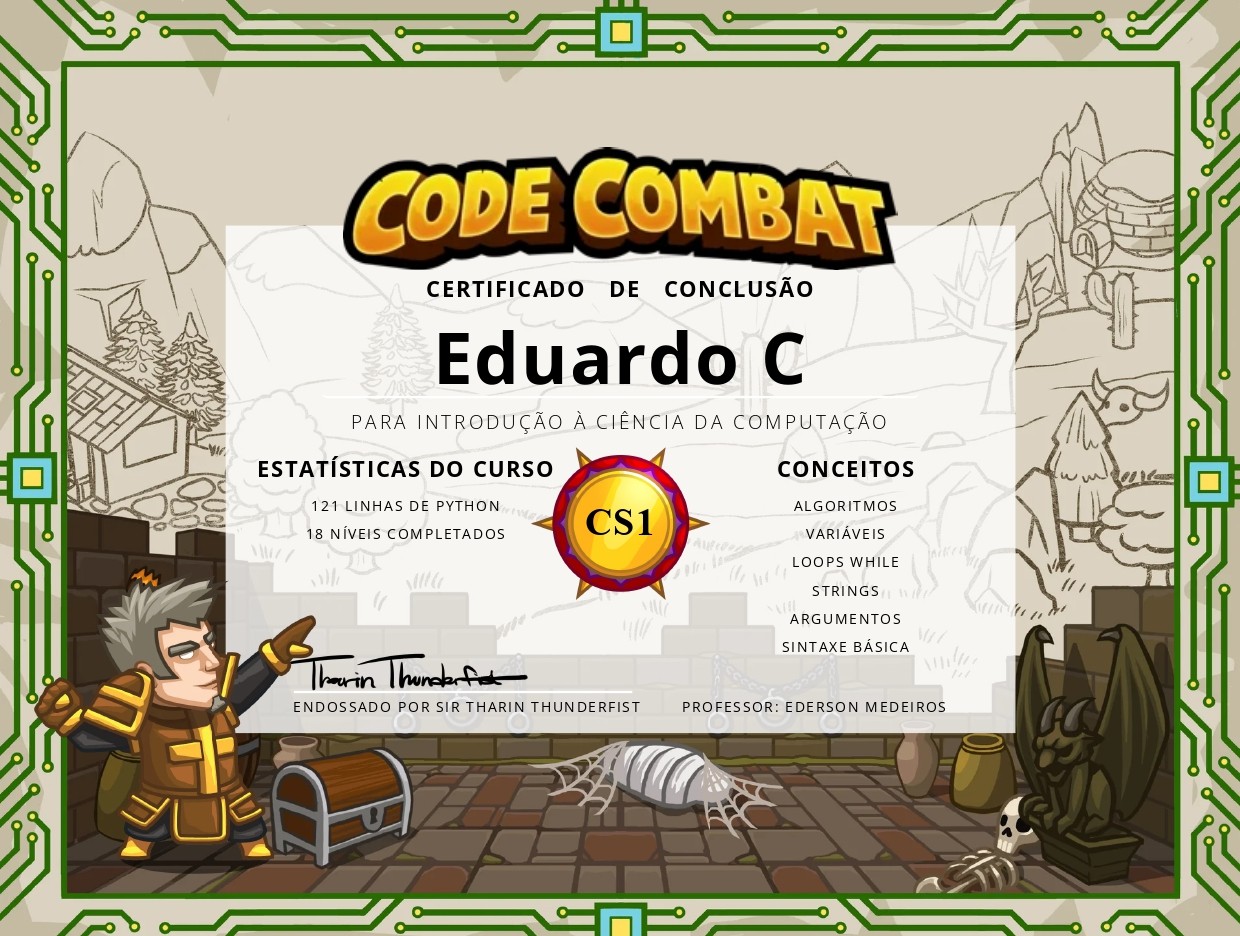 CODE COMBAT
CERTIFICADO DE CONCLUSÃO
Eduardo C
PARA INTRODUÇÃO À CIÊNCIA DA COMPUTAÇÃO
ESTATÍSTICAS DO CURSO
121 LINHAS DE PYTHON
18 NÍVEIS COMPLETADOS
CS1
CONCEITOS
ALGORITMOS
VARIÁVEIS
LOOPS WHILE
STRINGS
ARGUMENTOS
SINTAXE BÁSICA
Tharin Thunderfist
ENDOSSADO POR SIR THARIN THUNDERFIST
PROFESSOR: EDERSON MEDEIROS